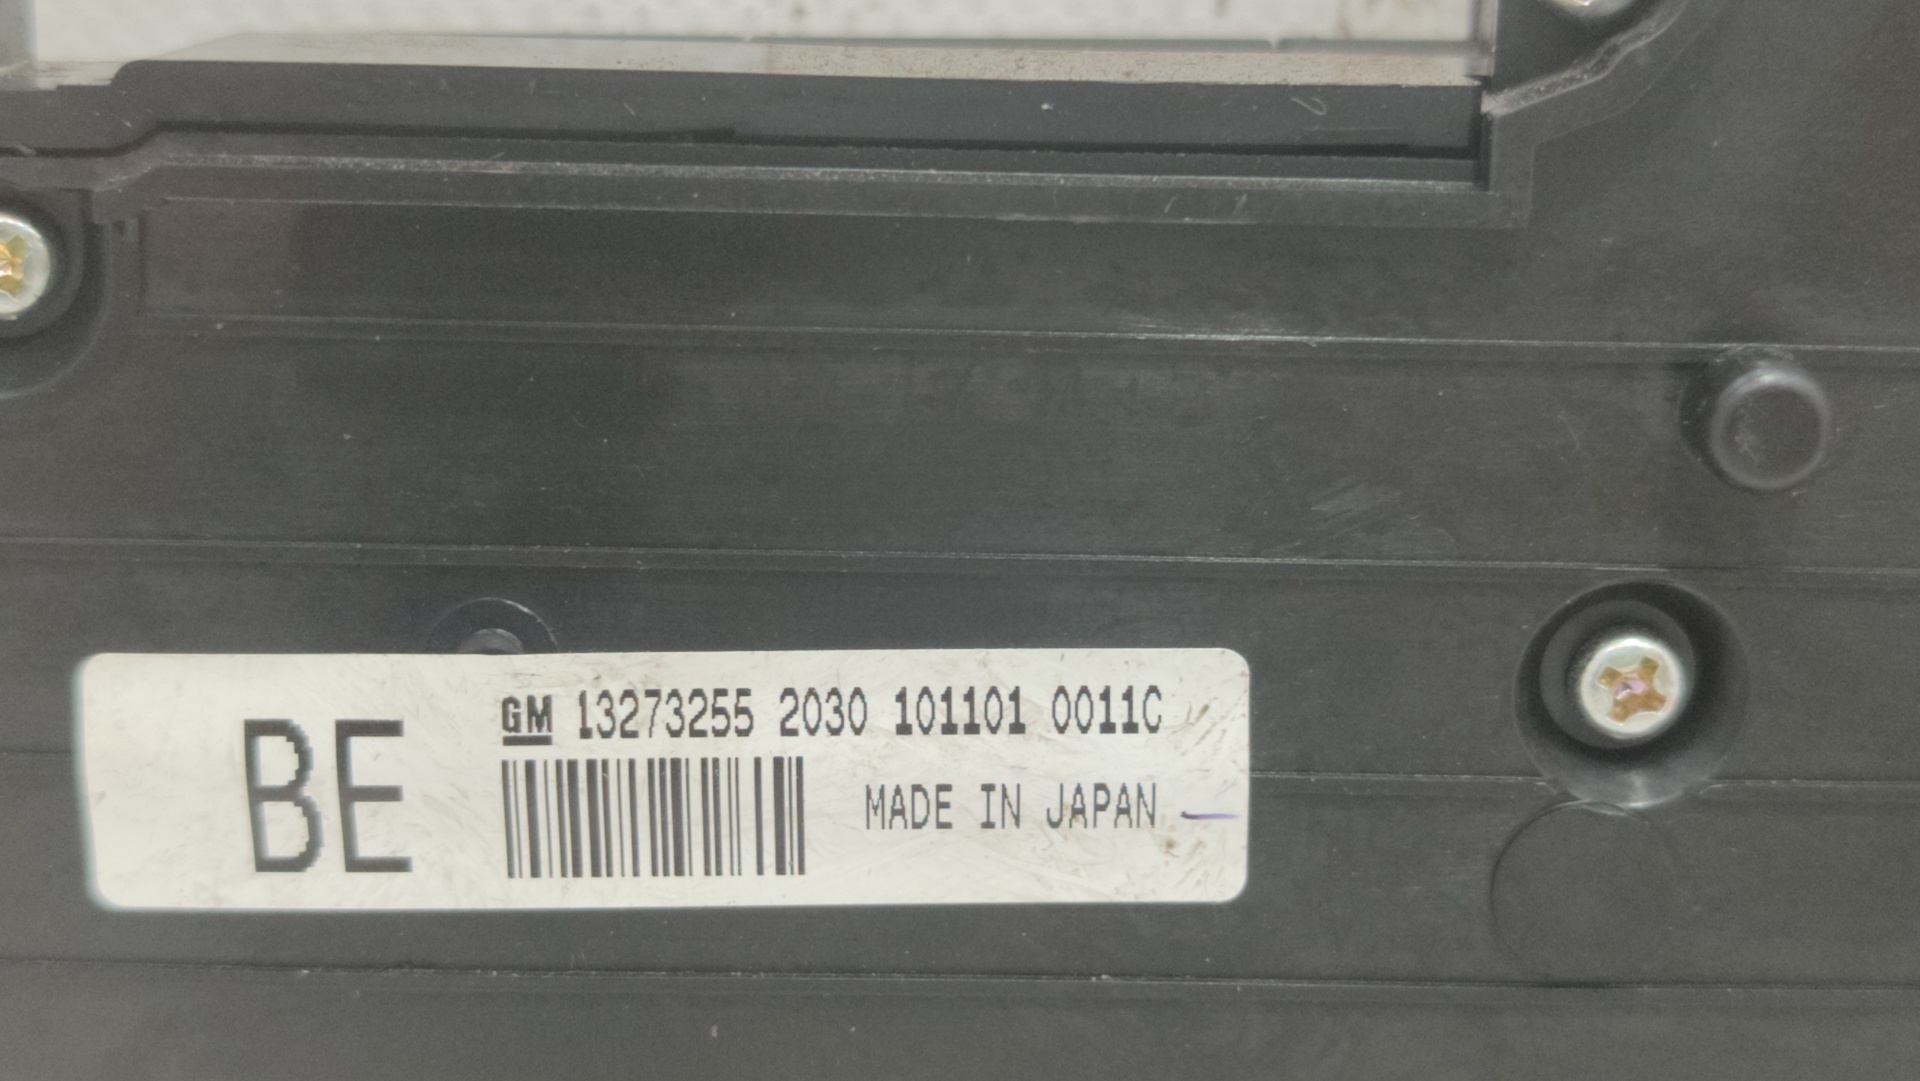 BE
GM 13273255 2030 101101 0011C
MADE IN JAPAN